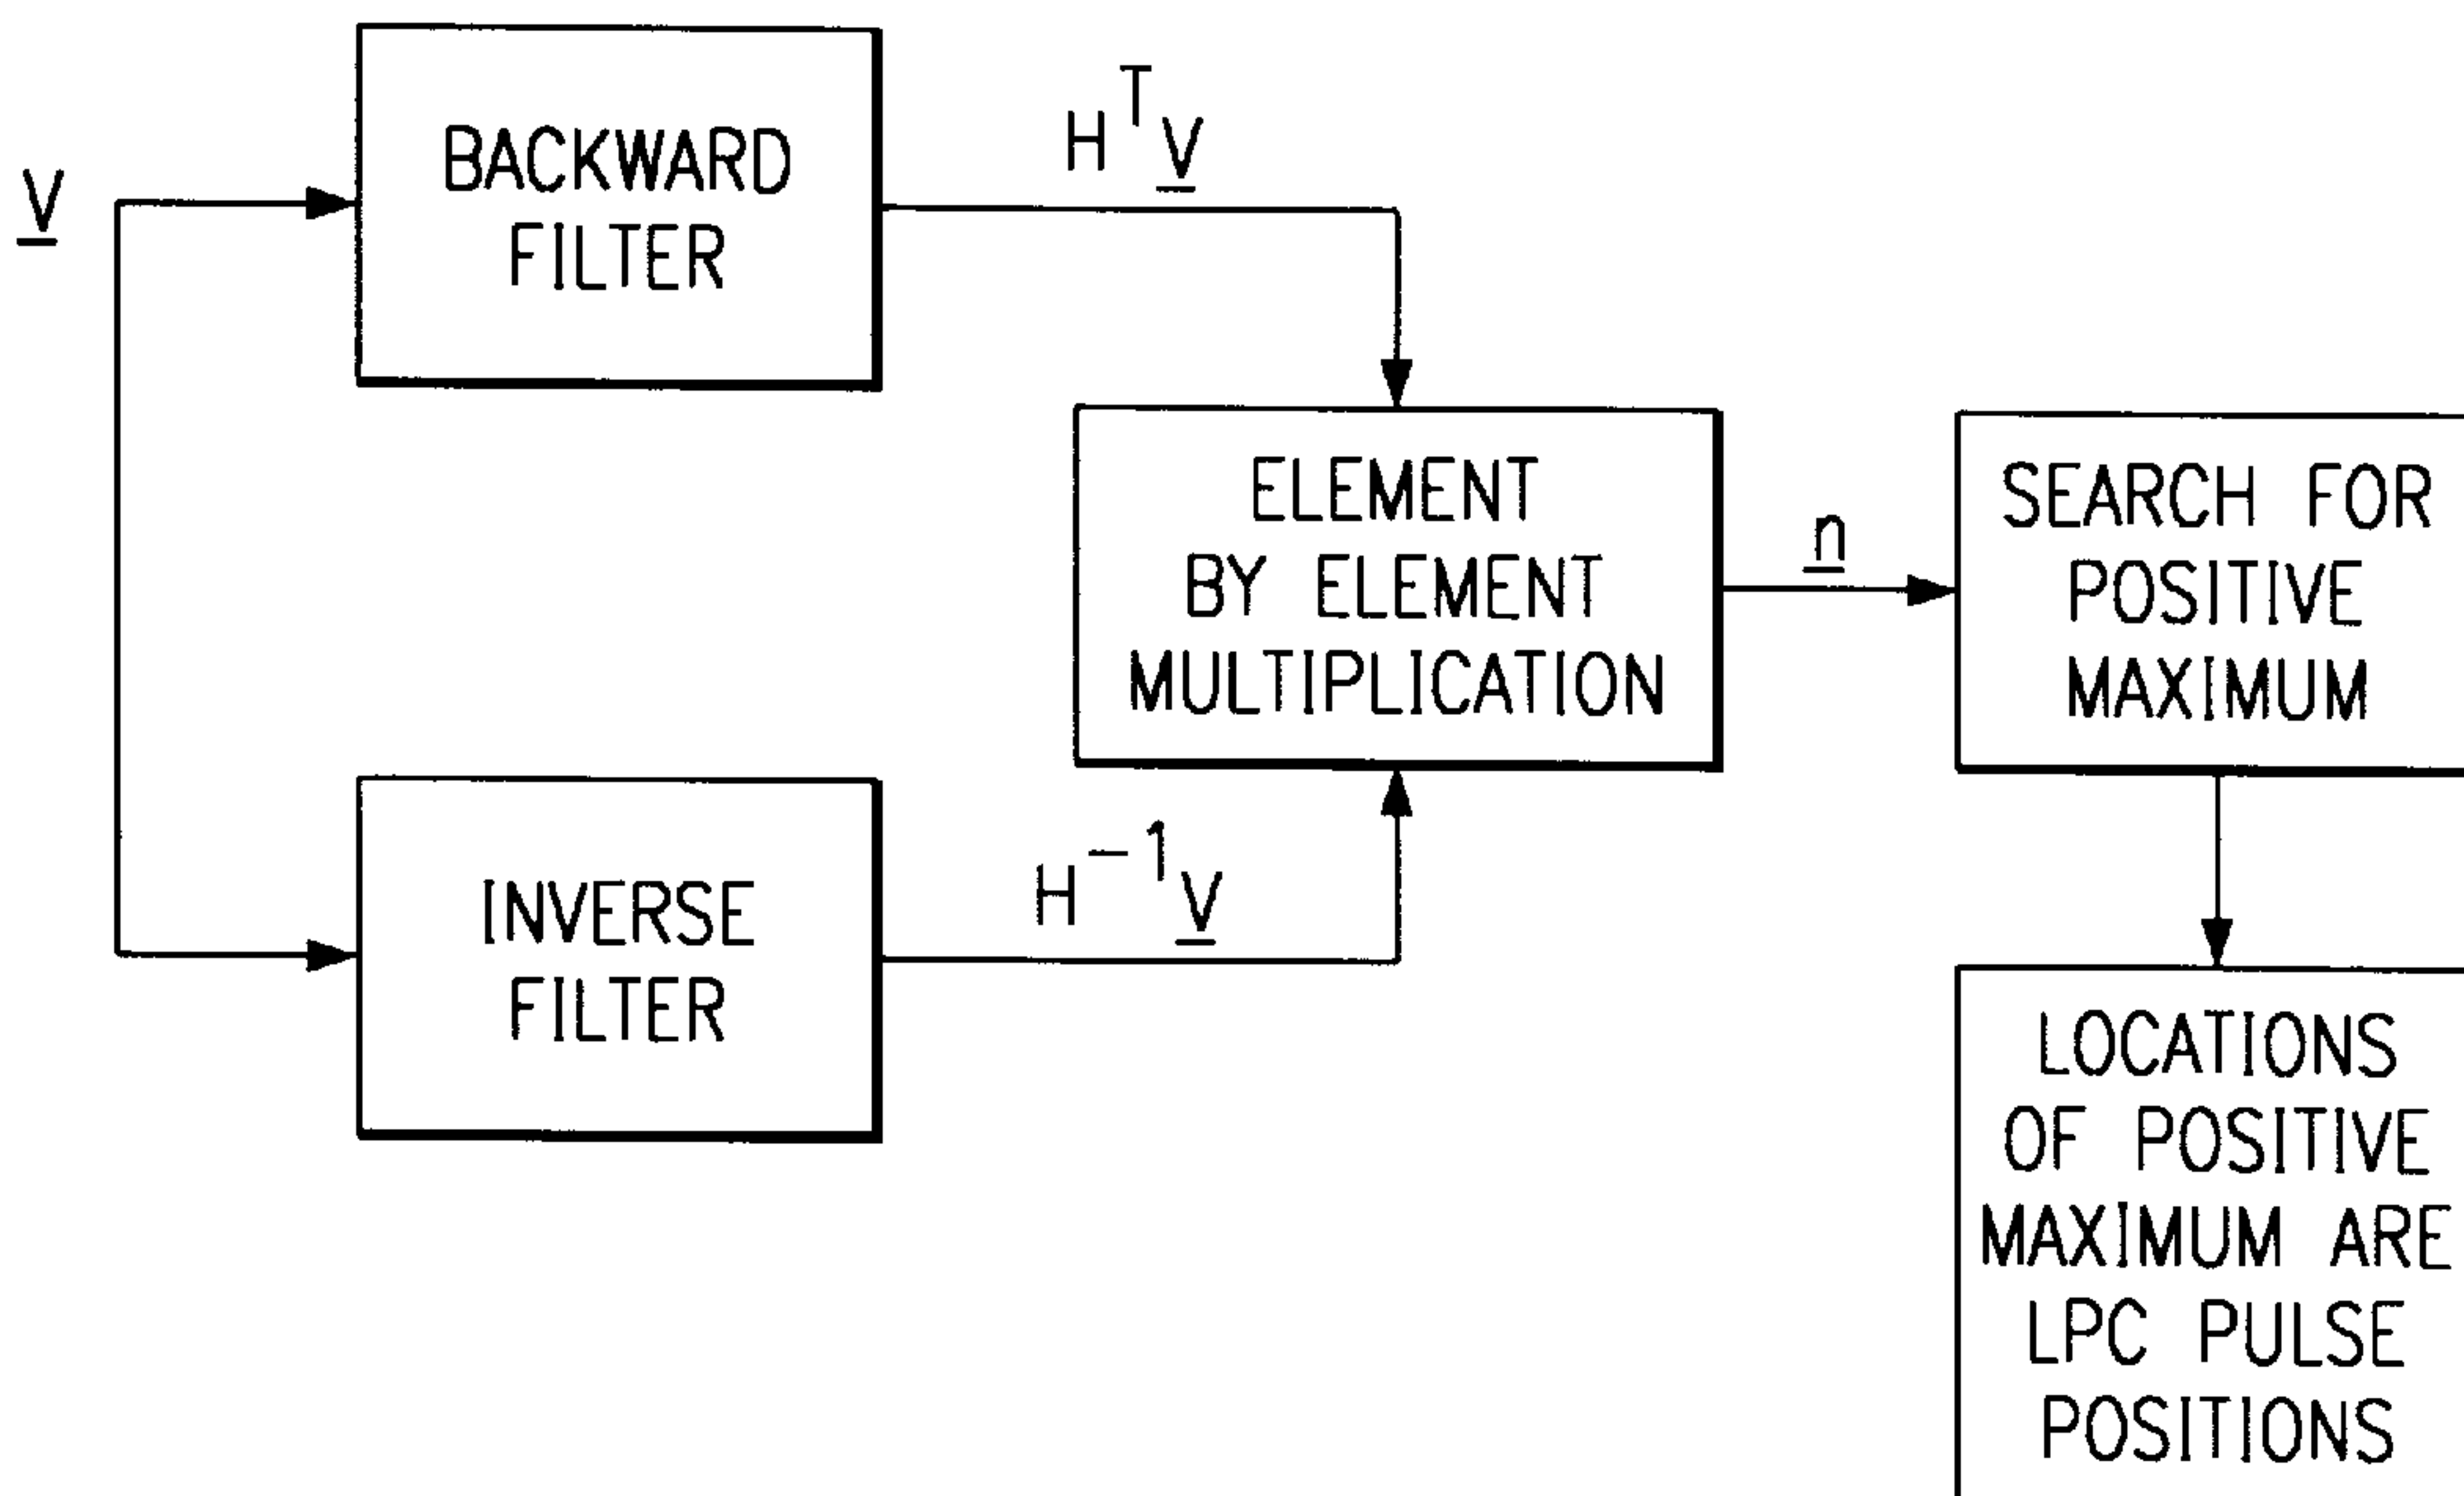 V
BACKWARD
FILTER
H^T V
ELEMENT
BY ELEMENT
MULTIPLICATION
n
SEARCH FOR
POSITIVE
MAXIMUM
INVERSE
FILTER
H^-1 V
LOCATIONS
OF POSITIVE
MAXIMUM ARE
LPC PULSE
POSITIONS